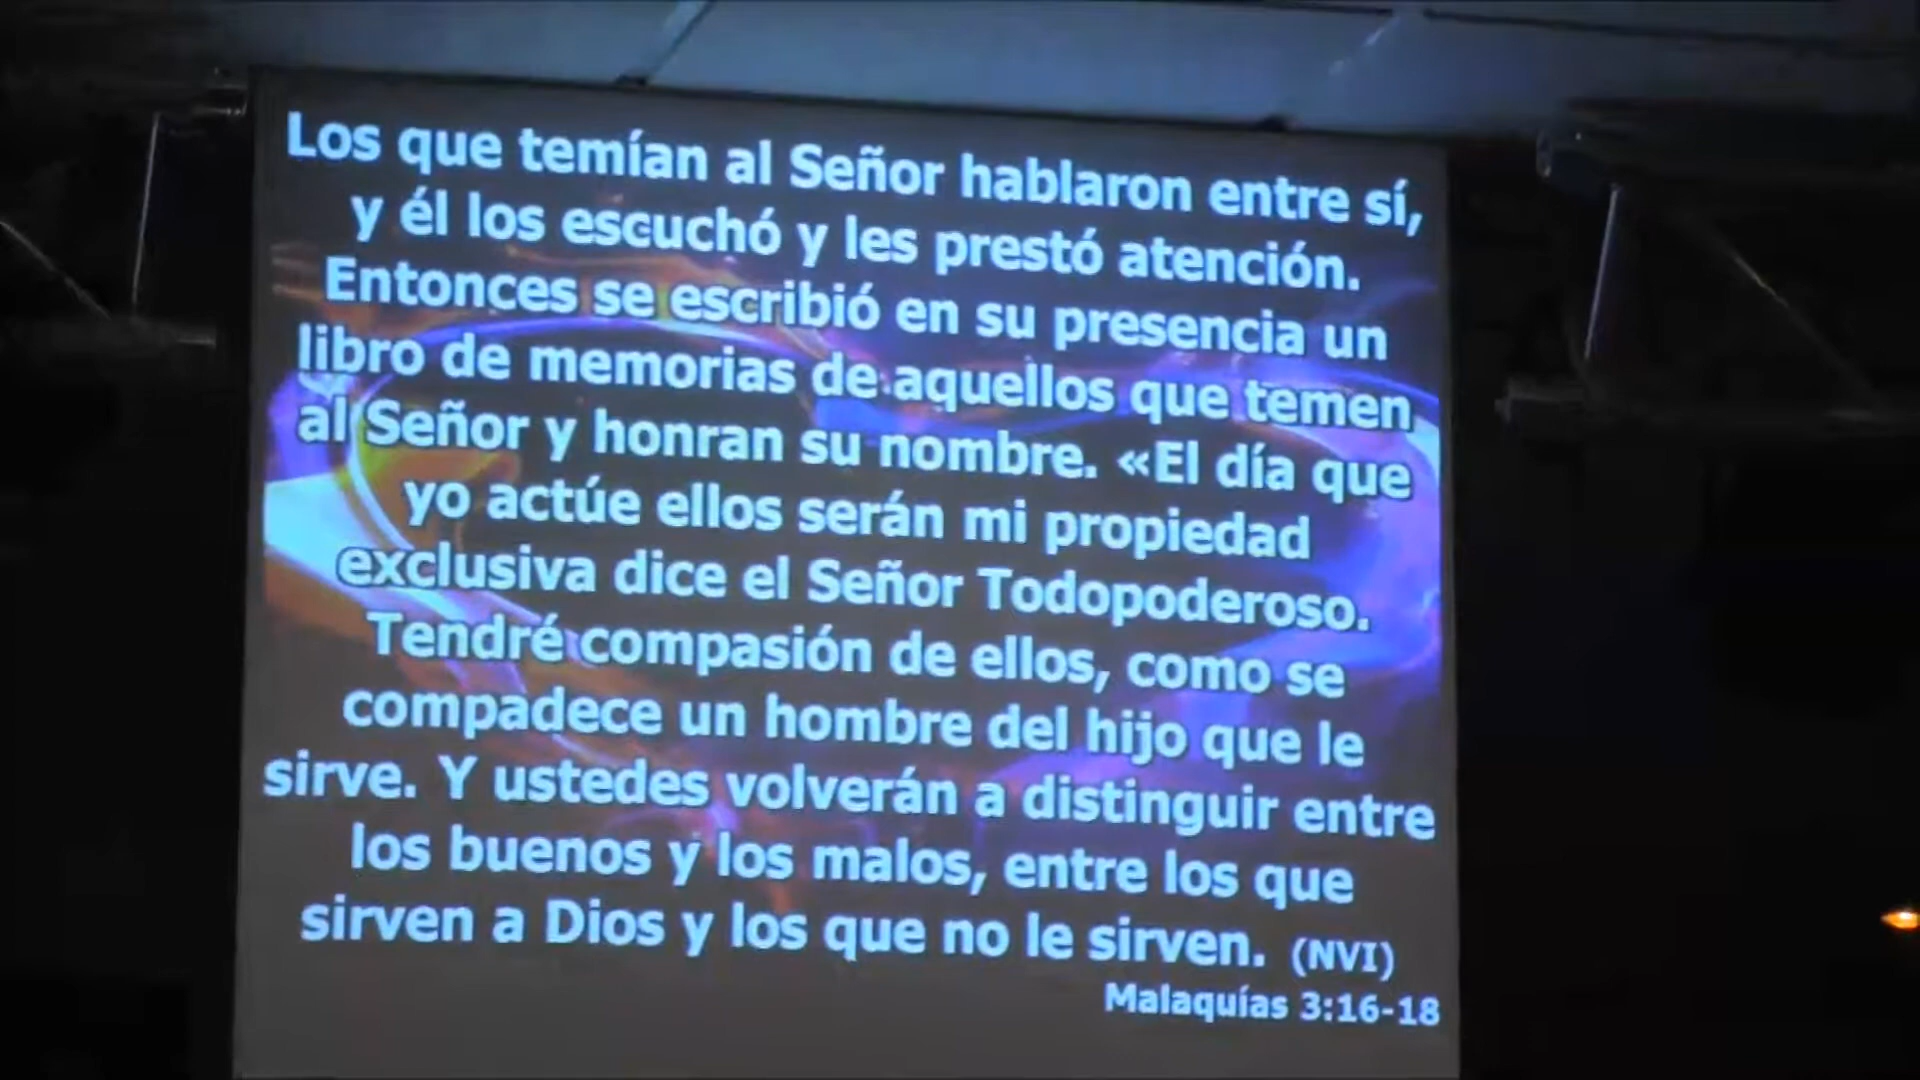 Los que temían al Señor hablaron entre sí,
y él los escuchó y les prestó atención.
Entonces se escribió en su presencia un
libro de memorias de aquellos que temen
al Señor y honran su nombre. «El día que
yo actúe ellos serán mi propiedad
exclusiva dice el Señor Todopoderoso.
Tendré compasión de ellos, como se
compadece un hombre del hijo que le
sirve. Y ustedes volverán a distinguir entre
los buenos y los malos, entre los que
sirven a Dios y los que no le sirven. (NVI)
Malaquías 3:16-18